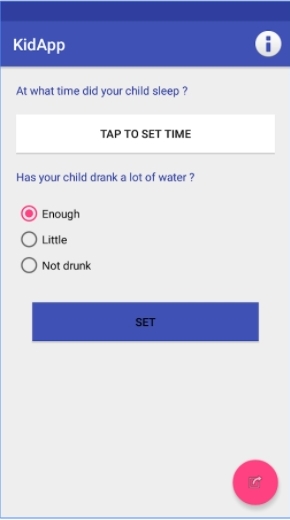 KidApp
At what time did your child sleep ?
TAP TO SET TIME
Has your child drank a lot of water ?
Enough
Little
Not drunk
SET